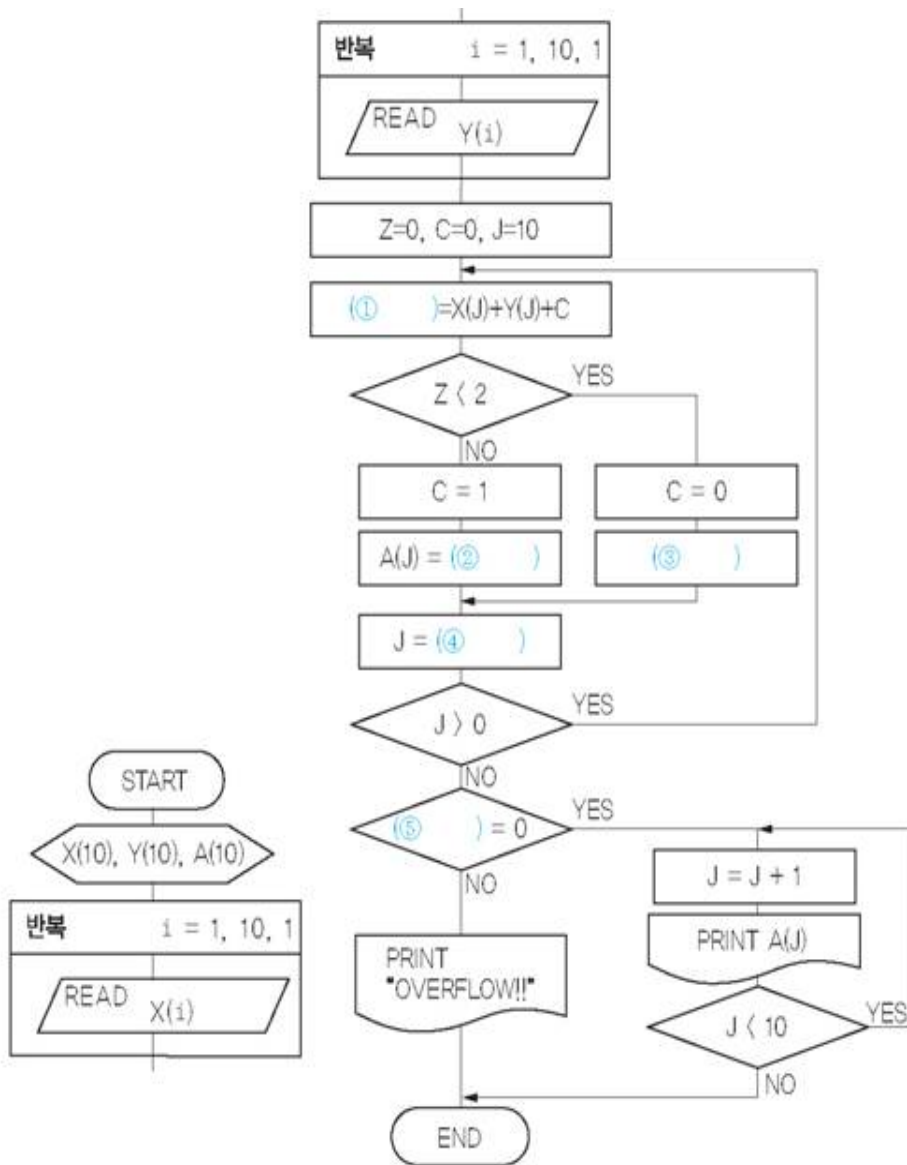 반복 i = 1, 10, 1
READ Y(i)
Z=0, C=0, J=10
(① )=X(J)+Y(J)+C
Z < 2
YES
NO
C = 1
C = 0
A(J) = (② )
(③ )
J = (④ )
J > 0
YES
NO
(⑤ ) = 0
YES
NO
J = J + 1
PRINT A(J)
J < 10
YES
NO
PRINT
"OVERFLOW!!"
END
START
X(10), Y(10), A(10)
반복 i = 1, 10, 1
READ X(i)